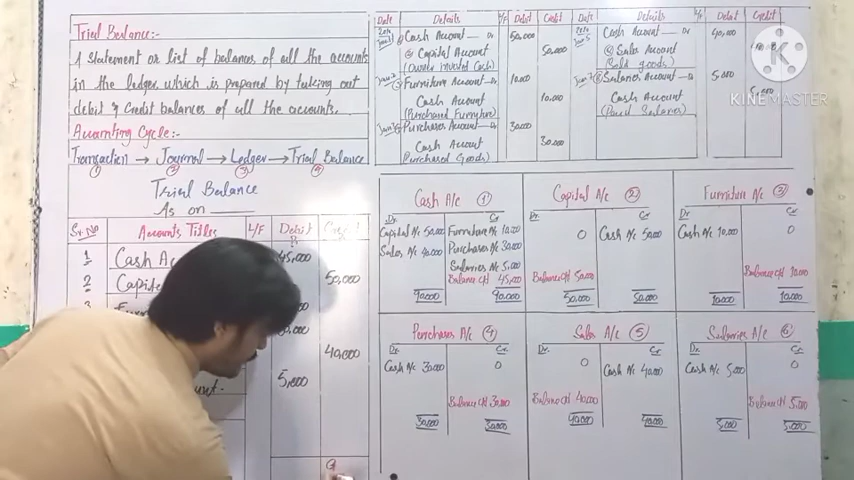 Trial Balance:-
A statement or list of balances of all the accounts
in the ledger which is prepared by taking out
debit & Credit balances of all the accounts.
Accounting Cycle:-
Transaction → Journal → Ledger → Trial Balance
① ② ③ ④
Trial Balance
As on
Sr.No Accounts Titles L/F Debit Credit
1 Cash A 45,000
2 Capit 50,000
40,000
5,000
Date Details L/F Debit Credit
Cash Account — Dr 50,000
Capital Account 50,000
(Owner invested Cash)
Furniture Account — Dr 10,000
Cash Account 10,000
(Purchased Furniture)
Purchases Account — Dr 30,000
Cash Account 30,000
Purchased Goods)
Date Details L/F Debit Credit
Cash Account — Dr 40,000
Sales Account
(Sold goods)
Salaries Account — Dr 5,000
Cash Account
(Paid Salaries)
K
KINEMASTER
Cash A/c ①
Dr. Cr.
Capital A/c 50,000 Furniture A/c 10,000
Sales A/c 40,000 Purchases A/c 30,000
Salaries A/c 5,000
Balance c/d 45,000
90,000 90,000
Capital A/c ②
Dr. Cr.
0 Cash A/c 50,000
Balance c/d 50,000
50,000 50,000
Furniture A/c ③
Dr. Cr.
Cash A/c 10,000 0
Balance c/d 10,000
10,000 10,000
Purchases A/c ④
Dr. Cr.
Cash A/c 30,000 0
Balance c/d 30,000
30,000 30,000
Sales A/c ⑤
Dr. Cr.
0 Cash A/c 40,000
Balance c/d 40,000
40,000 40,000
Salaries A/c ⑥
Dr. Cr.
Cash A/c 5,000 0
Balance c/d 5,000
5,000 5,000